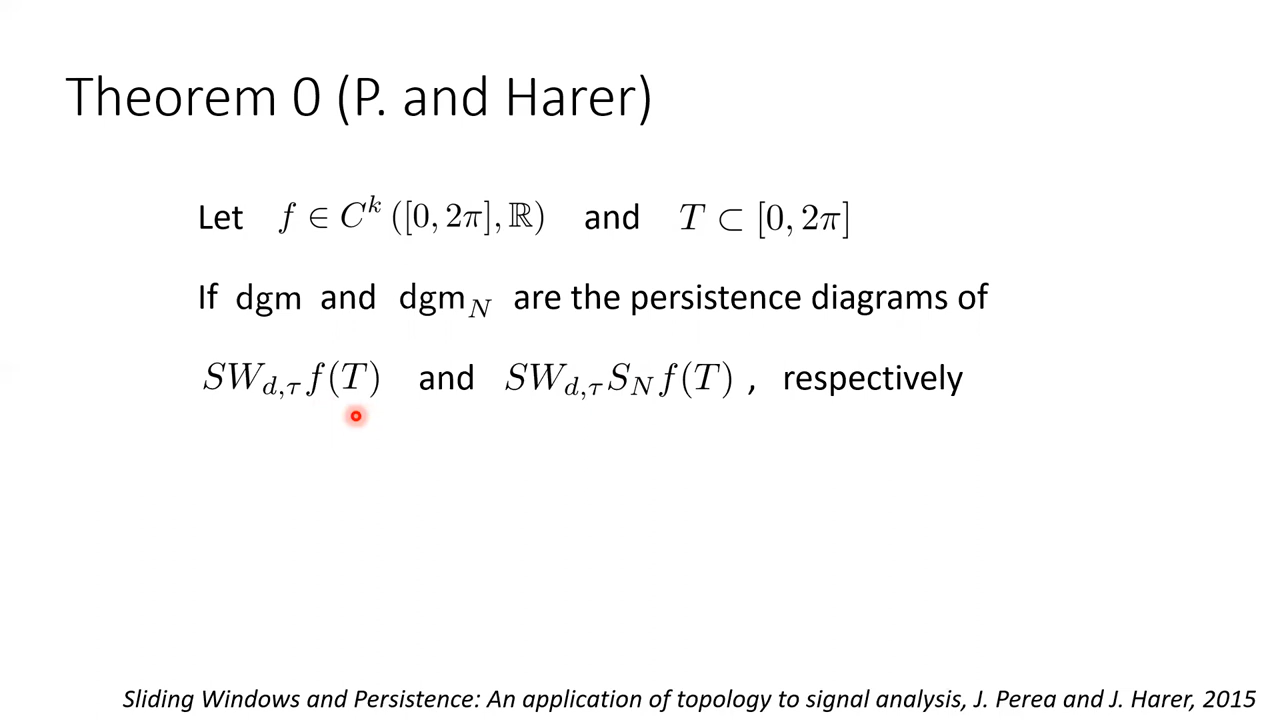 Theorem 0 (P. and Harer)
Let f ∈ C^k ([0, 2π], ℝ) and T ⊂ [0, 2π]
If dgm and dgm_N are the persistence diagrams of
SW_{d,τ} f(T) and SW_{d,τ} S_N f(T) , respectively
Sliding Windows and Persistence: An application of topology to signal analysis, J. Perea and J. Harer, 2015